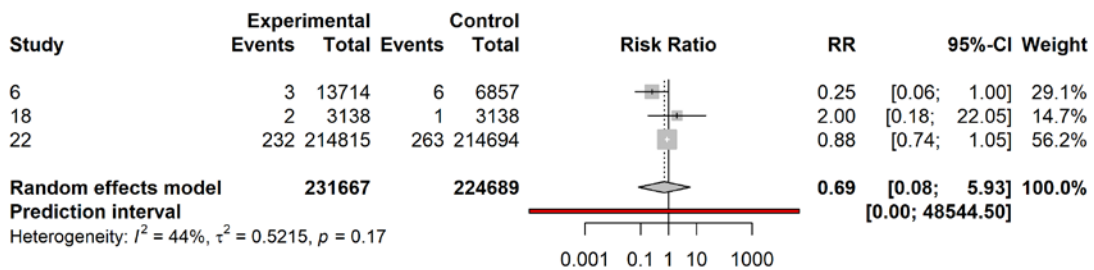 Experimental Control
Study Events Total Events Total Risk Ratio RR 95%-CI Weight
6 3 13714 6 6857 0.25 [0.06; 1.00] 29.1%
18 2 3138 1 3138 2.00 [0.18; 22.05] 14.7%
22 232 214815 263 214694 0.88 [0.74; 1.05] 56.2%
Random effects model 231667 224689 0.69 [0.08; 5.93] 100.0%
Prediction interval [0.00; 48544.50]
Heterogeneity: I² = 44%, τ² = 0.5215, p = 0.17
0.001 0.1 1 10 1000